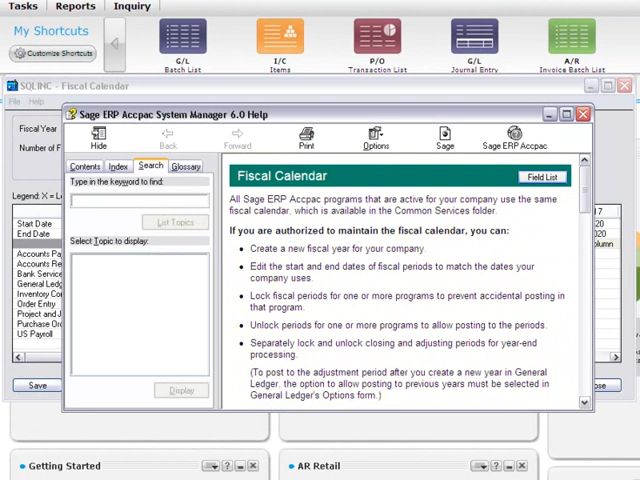 Tasks Reports Inquiry
My Shortcuts
Customize Shortcuts
G/L
Batch List
I/C
Items
P/O
Transaction List
G/L
Journal Entry
A/R
Invoice Batch List
SQLINC - Fiscal Calendar
File Help
Fiscal Year
Number of F
Legend: X = L
Start Date
End Date
Accounts Pa
Accounts Re
Bank Service
General Ledg
Inventory Con
Order Entry
Project and J
Purchase Ord
US Payroll
Save
7
020
020
olumn
ose
Sage ERP Accpac System Manager 6.0 Help
Hide Back Forward Print Options Sage Sage ERP Accpac
Contents Index Search Glossary
Type in the keyword to find:
List Topics
Select Topic to display:
Display
Fiscal Calendar
Field List
All Sage ERP Accpac programs that are active for your company use the same
fiscal calendar, which is available in the Common Services folder.
If you are authorized to maintain the fiscal calendar, you can:
• Create a new fiscal year for your company.
• Edit the start and end dates of fiscal periods to match the dates your
company uses.
• Lock fiscal periods for one or more programs to prevent accidental posting in
that program.
• Unlock periods for one or more programs to allow posting to the periods.
• Separately lock and unlock closing and adjusting periods for year-end
processing.
(To post to the adjustment period after you create a new year in General
Ledger, the option to allow posting to previous years must be selected in
General Ledger's Options form.)
Getting Started
AR Retail